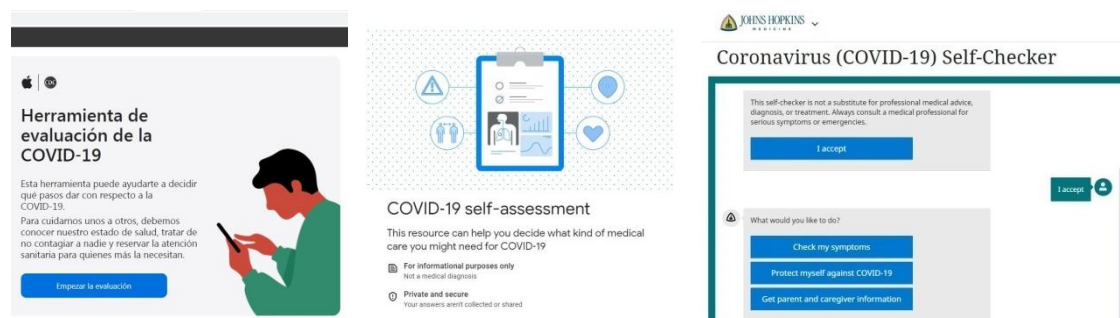 CDC
Herramienta de
evaluación de la
COVID-19
Esta herramienta puede ayudarte a decidir
qué pasos dar con respecto a la
COVID-19.
Para cuidarnos unos a otros, debemos
conocer nuestro estado de salud, tratar de
no contagiar a nadie y reservar la atención
sanitaria para quienes más la necesitan.
Empezar la evaluación
COVID-19 self-assessment
This resource can help you decide what kind of medical
care you might need for COVID-19
For informational purposes only
Not a medical diagnosis
Private and secure
Your answers aren't collected or shared
JOHNS HOPKINS
MEDICINE
Coronavirus (COVID-19) Self-Checker
This self-checker is not a substitute for professional medical advice,
diagnosis, or treatment. Always consult a medical professional for
serious symptoms or emergencies.
I accept
I accept
What would you like to do?
Check my symptoms
Protect myself against COVID-19
Get parent and caregiver information